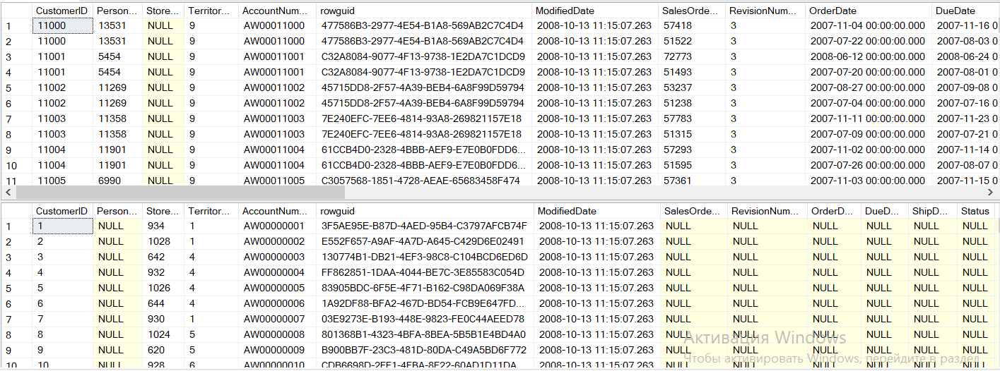 CustomerID Person... Store... Territor... AccountNum... rowguid ModifiedDate SalesOrde... RevisionNum... OrderDate DueDate
1 11000 13531 NULL 9 AW00011000 477586B3-2977-4E54-B1A8-569AB2C7C4D4 2008-10-13 11:15:07.263 57418 3 2007-11-04 00:00:00.000 2007-11-16 0
2 11000 13531 NULL 9 AW00011000 477586B3-2977-4E54-B1A8-569AB2C7C4D4 2008-10-13 11:15:07.263 51522 3 2007-07-22 00:00:00.000 2007-08-03 0
3 11001 5454 NULL 9 AW00011001 C32A8084-9077-4F13-9738-1E2DA7C1DCD9 2008-10-13 11:15:07.263 72773 3 2008-06-12 00:00:00.000 2008-06-24 0
4 11001 5454 NULL 9 AW00011001 C32A8084-9077-4F13-9738-1E2DA7C1DCD9 2008-10-13 11:15:07.263 51493 3 2007-07-20 00:00:00.000 2007-08-01 0
5 11002 11269 NULL 9 AW00011002 45715DD8-2F57-4A39-BEB4-6A8F99D59794 2008-10-13 11:15:07.263 53237 3 2007-08-27 00:00:00.000 2007-09-08 0
6 11002 11269 NULL 9 AW00011002 45715DD8-2F57-4A39-BEB4-6A8F99D59794 2008-10-13 11:15:07.263 51238 3 2007-07-04 00:00:00.000 2007-07-16 0
7 11003 11358 NULL 9 AW00011003 7E240EFC-7EE6-4814-93A8-269821157E18 2008-10-13 11:15:07.263 57783 3 2007-11-11 00:00:00.000 2007-11-23 0
8 11003 11358 NULL 9 AW00011003 7E240EFC-7EE6-4814-93A8-269821157E18 2008-10-13 11:15:07.263 51315 3 2007-07-09 00:00:00.000 2007-07-21 0
9 11004 11901 NULL 9 AW00011004 61CCB4D0-2328-4BBB-AEF9-E7E0B0FDD6... 2008-10-13 11:15:07.263 57293 3 2007-11-02 00:00:00.000 2007-11-14 0
10 11004 11901 NULL 9 AW00011004 61CCB4D0-2328-4BBB-AEF9-E7E0B0FDD6... 2008-10-13 11:15:07.263 51595 3 2007-07-26 00:00:00.000 2007-08-07 0
11 11005 6990 NULL 9 AW00011005 C3057568-1851-4728-AEAE-65683458F474 2008-10-13 11:15:07.263 57361 3 2007-11-03 00:00:00.000 2007-11-15 0
CustomerID Person... Store... Territor... AccountNum... rowguid ModifiedDate SalesOrde... RevisionNum... OrderD... DueD... ShipD... Status
1 1 NULL 934 1 AW00000001 3F5AE95E-B87D-4AED-95B4-C3797AFCB74F 2008-10-13 11:15:07.263 NULL NULL NULL NULL NULL NULL
2 2 NULL 1028 1 AW00000002 E552F657-A9AF-4A7D-A645-C429D6E02491 2008-10-13 11:15:07.263 NULL NULL NULL NULL NULL NULL
3 3 NULL 642 4 AW00000003 130774B1-DB21-4EF3-98C8-C104BCD6ED6D 2008-10-13 11:15:07.263 NULL NULL NULL NULL NULL NULL
4 4 NULL 932 4 AW00000004 FF862851-1DAA-4044-BE7C-3E85583C054D 2008-10-13 11:15:07.263 NULL NULL NULL NULL NULL NULL
5 5 NULL 1026 4 AW00000005 83905BDC-6F5E-4F71-B162-C98DA069F38A 2008-10-13 11:15:07.263 NULL NULL NULL NULL NULL NULL
6 6 NULL 644 4 AW00000006 1A92DF88-BFA2-467D-BD54-FCB9E647FD... 2008-10-13 11:15:07.263 NULL NULL NULL NULL NULL NULL
7 7 NULL 930 1 AW00000007 03E9273E-B193-448E-9823-FE0C44AEED78 2008-10-13 11:15:07.263 NULL NULL NULL NULL NULL NULL
8 8 NULL 1024 5 AW00000008 801368B1-4323-4BFA-8BEA-5B5B1E4BD4A0 2008-10-13 11:15:07.263 NULL NULL NULL NULL NULL NULL
Активация Windows
9 9 NULL 620 5 AW00000009 B900BB7F-23C3-481D-80DA-C49A5BD6F772 2008-10-13 11:15:07.263 NULL NULL NULL NULL NULL NULL
Чтобы активировать Windows, перейдите в раздел
10 10 NULL 928 6 AW00000010 CDB6698D-2FF1-4FBA-8F22-60AD1D11DA 2008-10-13 11:15:07.263 NULL NULL NULL NULL NULL NULL